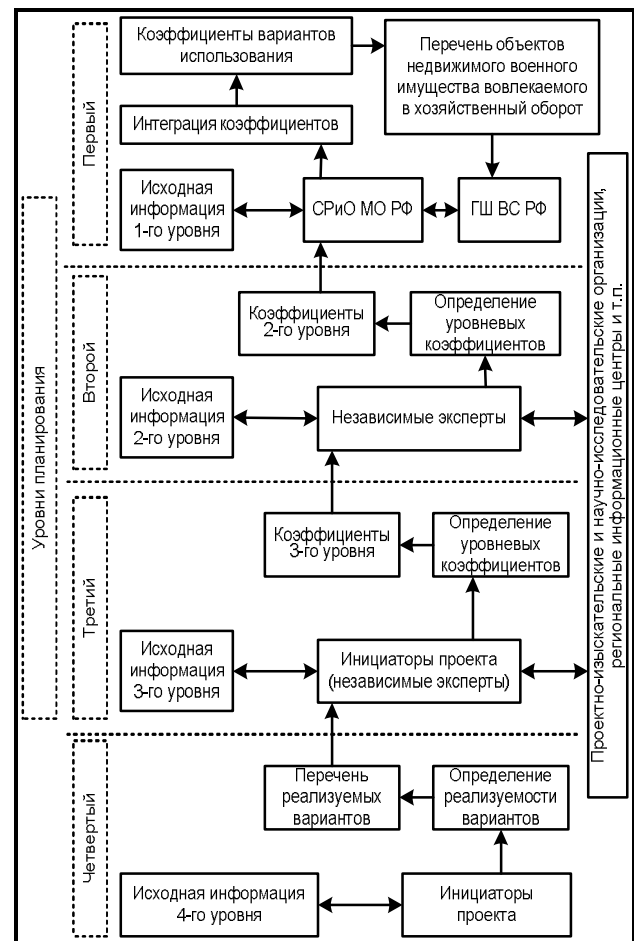 Уровни планирования
Первый
Коэффициенты вариантов
использования
Перечень объектов
недвижимого военного
имущества вовлекаемого
в хозяйственный оборот
Интеграция коэффициентов
Исходная
информация
1-го уровня
СРиО МО РФ
ГШ ВС РФ
Проектно-изыскательские и научно-исследовательские организации,
региональные информационные центры и т.п.
Второй
Коэффициенты
2-го уровня
Определение
уровневых
коэффициентов
Исходная
информация
2-го уровня
Независимые эксперты
Третий
Коэффициенты
3-го уровня
Определение
уровневых
коэффициентов
Исходная
информация
3-го уровня
Инициаторы проекта
(независимые эксперты)
Четвертый
Перечень
реализуемых
вариантов
Определение
реализуемости
вариантов
Исходная информация
4-го уровня
Инициаторы
проекта